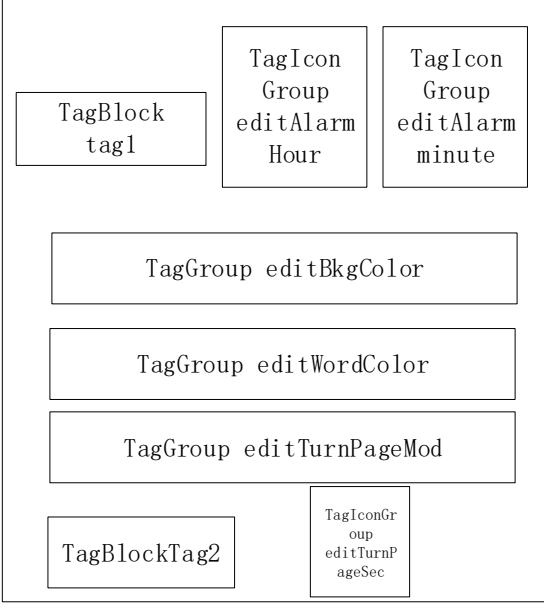 TagBlock
tag1
TagIcon
Group
editAlarm
Hour
TagIcon
Group
editAlarm
minute
TagGroup editBkgColor
TagGroup editWordColor
TagGroup editTurnPageMod
TagBlockTag2
TagIconGr
oup
editTurnP
ageSec